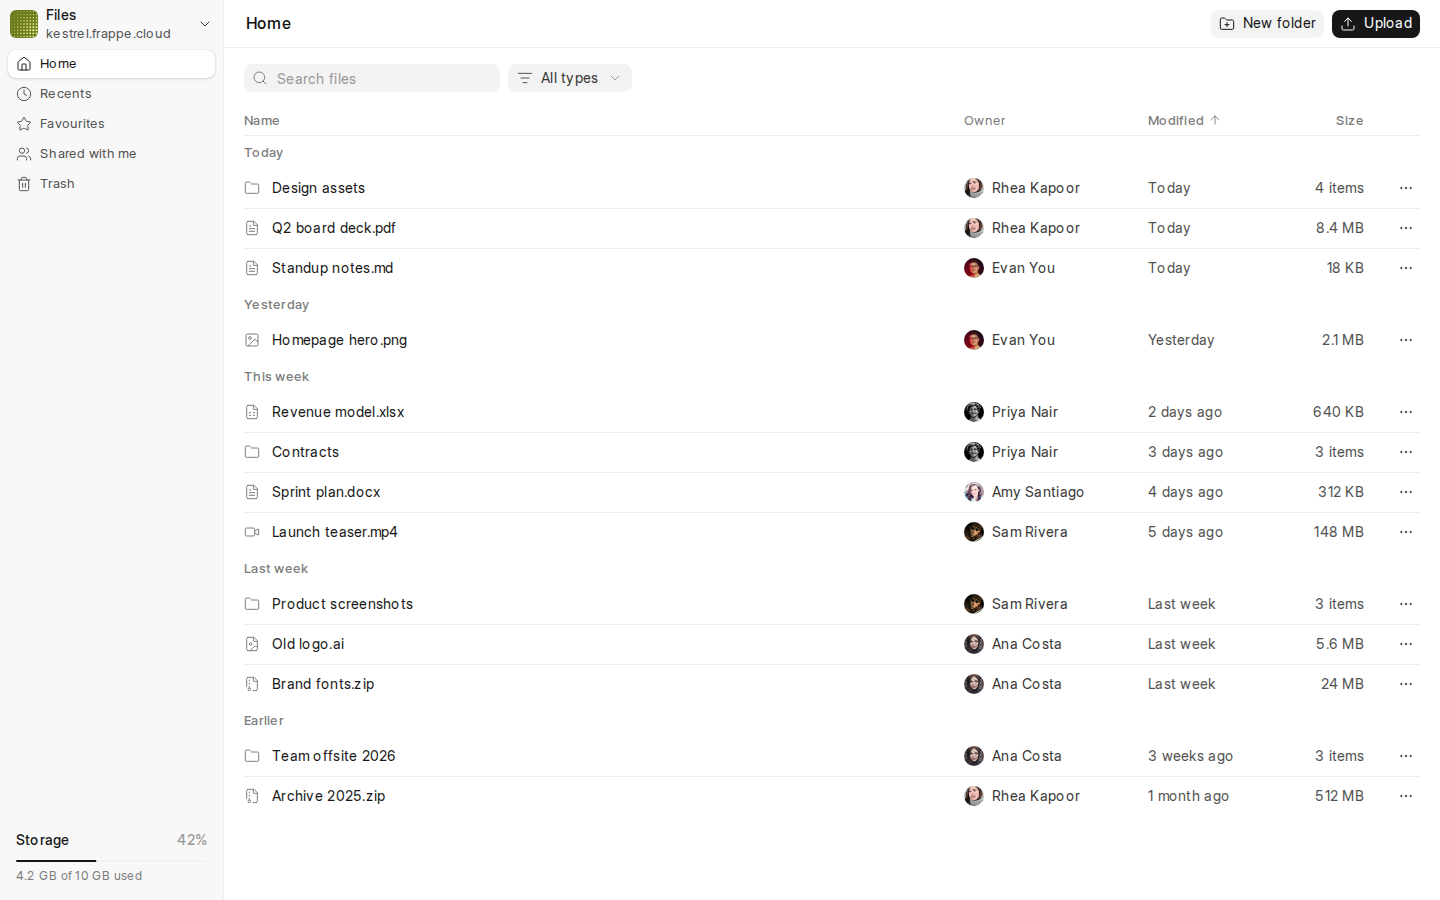 Files
kestrel.frappe.cloud
Home
Recents
Favourites
Shared with me
Trash
Storage 42%
4.2 GB of 10 GB used
Home
New folder
Upload
Search files
All types
Name Owner Modified Size
Today
Design assets Rhea Kapoor Today 4 items
Q2 board deck.pdf Rhea Kapoor Today 8.4 MB
Standup notes.md Evan You Today 18 KB
Yesterday
Homepage hero.png Evan You Yesterday 2.1 MB
This week
Revenue model.xlsx Priya Nair 2 days ago 640 KB
Contracts Priya Nair 3 days ago 3 items
Sprint plan.docx Amy Santiago 4 days ago 312 KB
Launch teaser.mp4 Sam Rivera 5 days ago 148 MB
Last week
Product screenshots Sam Rivera Last week 3 items
Old logo.ai Ana Costa Last week 5.6 MB
Brand fonts.zip Ana Costa Last week 24 MB
Earlier
Team offsite 2026 Ana Costa 3 weeks ago 3 items
Archive 2025.zip Rhea Kapoor 1 month ago 512 MB